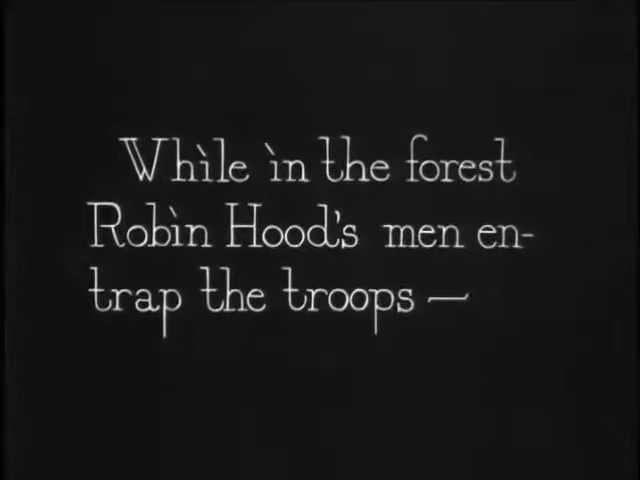 While in the forest
Robin Hood's men en-
trap the troops —